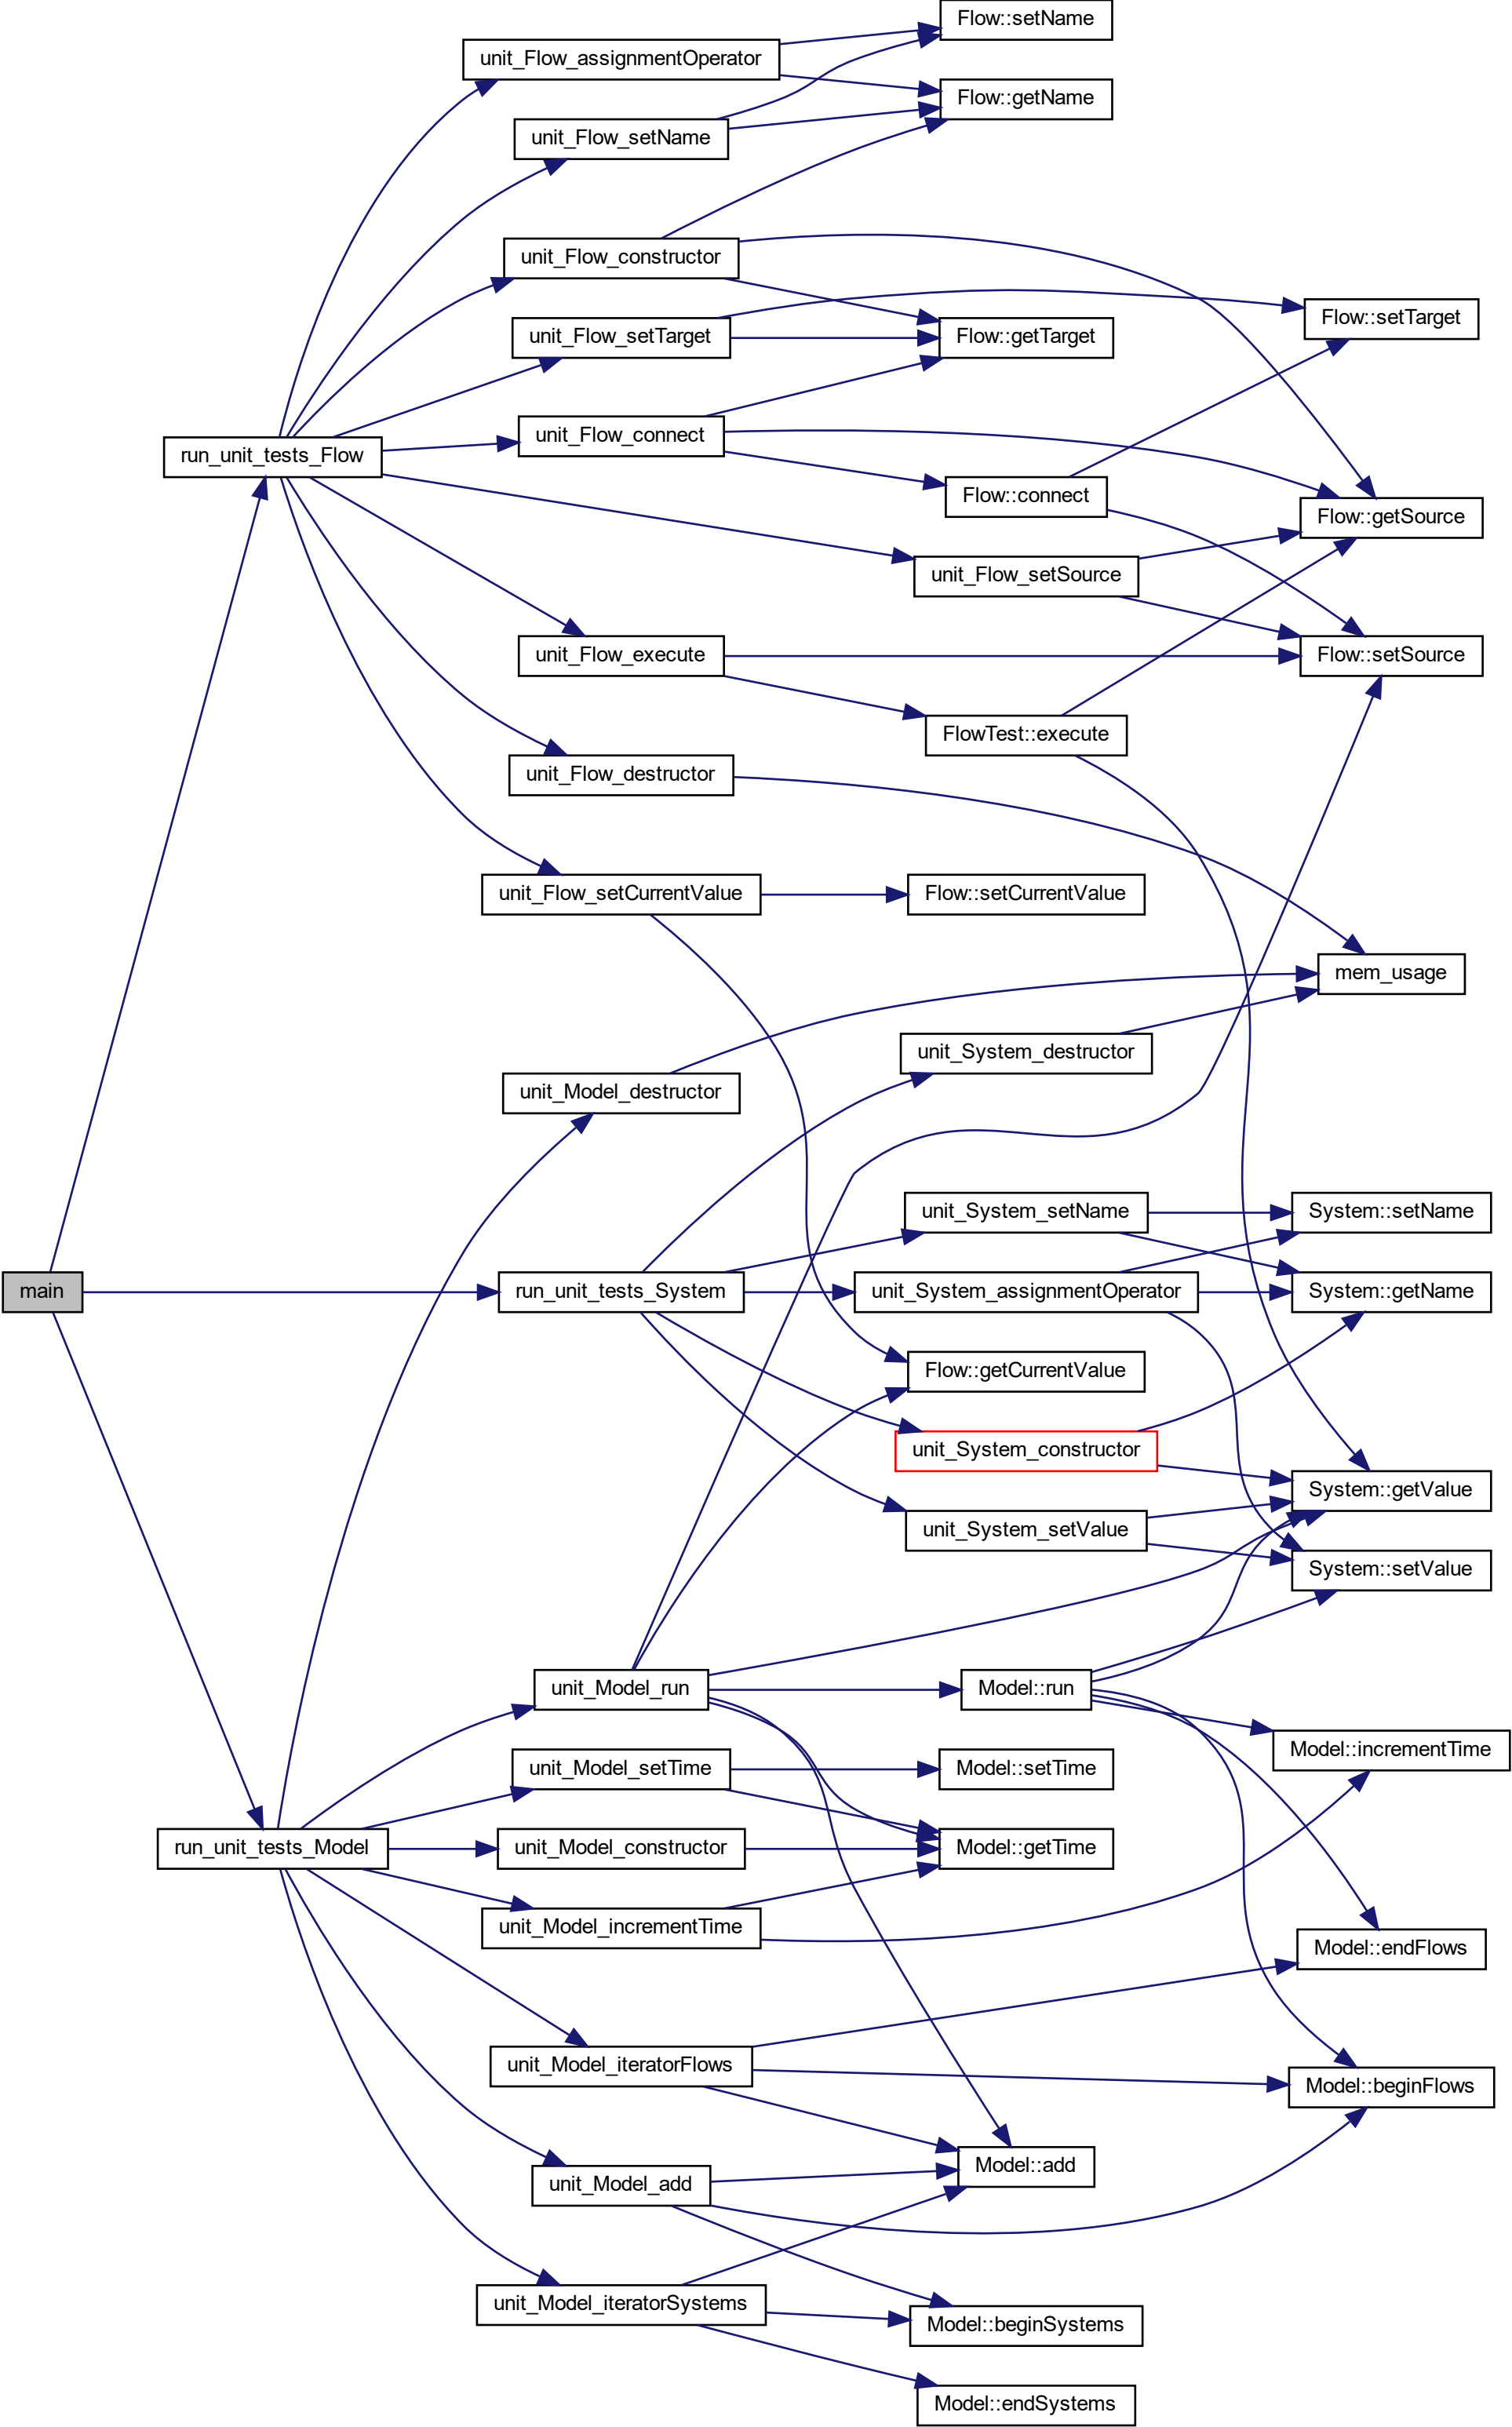 Flow::setName
unit_Flow_assignmentOperator
Flow::getName
unit_Flow_setName
unit_Flow_constructor
Flow::setTarget
unit_Flow_setTarget
Flow::getTarget
unit_Flow_connect
run_unit_tests_Flow
Flow::connect
Flow::getSource
unit_Flow_setSource
unit_Flow_execute
Flow::setSource
FlowTest::execute
unit_Flow_destructor
unit_Flow_setCurrentValue
Flow::setCurrentValue
mem_usage
unit_System_destructor
unit_Model_destructor
unit_System_setName
System::setName
main
run_unit_tests_System
unit_System_assignmentOperator
System::getName
Flow::getCurrentValue
unit_System_constructor
System::getValue
unit_System_setValue
System::setValue
unit_Model_run
Model::run
Model::incrementTime
unit_Model_setTime
Model::setTime
run_unit_tests_Model
unit_Model_constructor
Model::getTime
unit_Model_incrementTime
Model::endFlows
unit_Model_iteratorFlows
Model::beginFlows
Model::add
unit_Model_add
unit_Model_iteratorSystems
Model::beginSystems
Model::endSystems